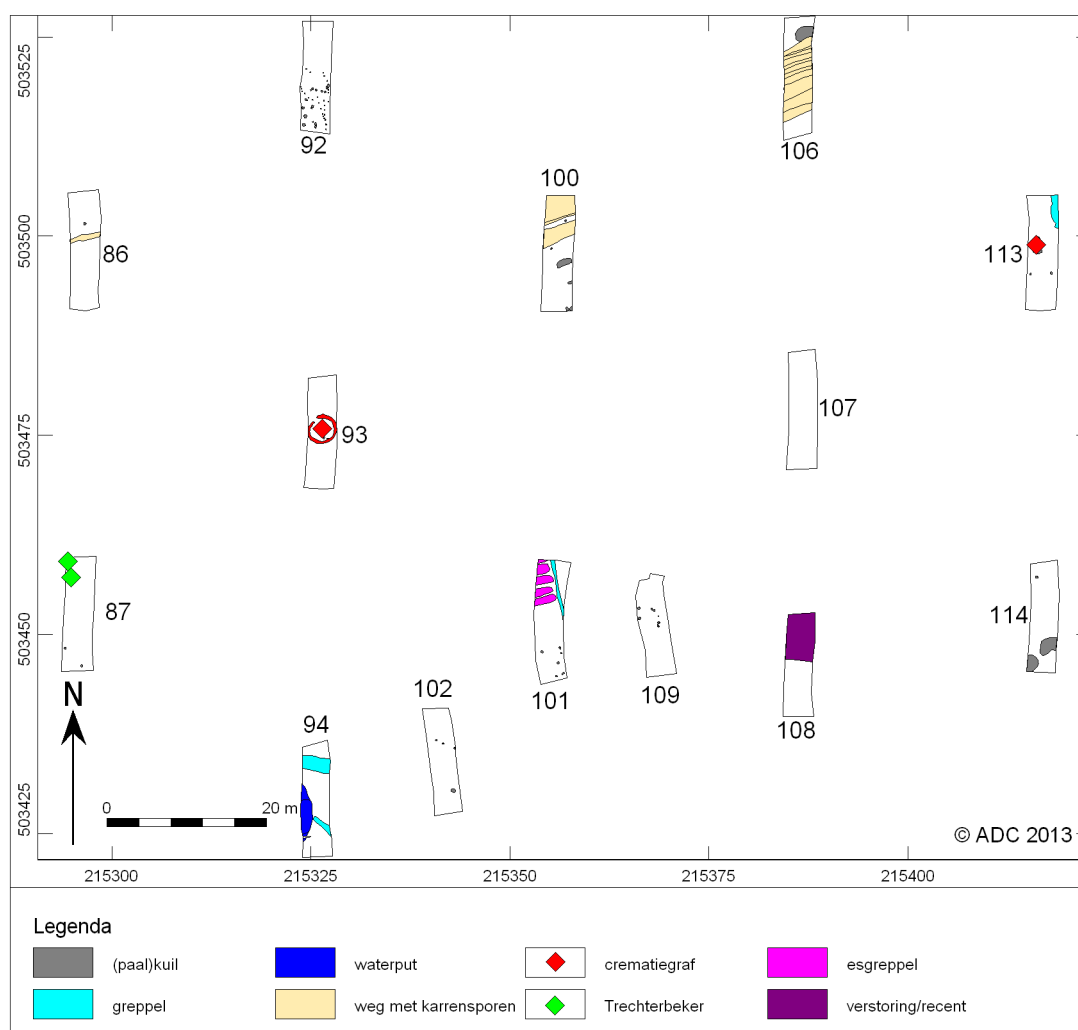 503525
92
106
100
503500
86
113
107
503475
93
503450
87
114
101
109
102
108
94
N
0
20 m
503425
© ADC 2013
215300
215325
215350
215375
215400
Legenda
(paal)kuil
waterput
crematiegraf
esgreppel
greppel
weg met karrensporen
Trechterbeker
verstoring/recent